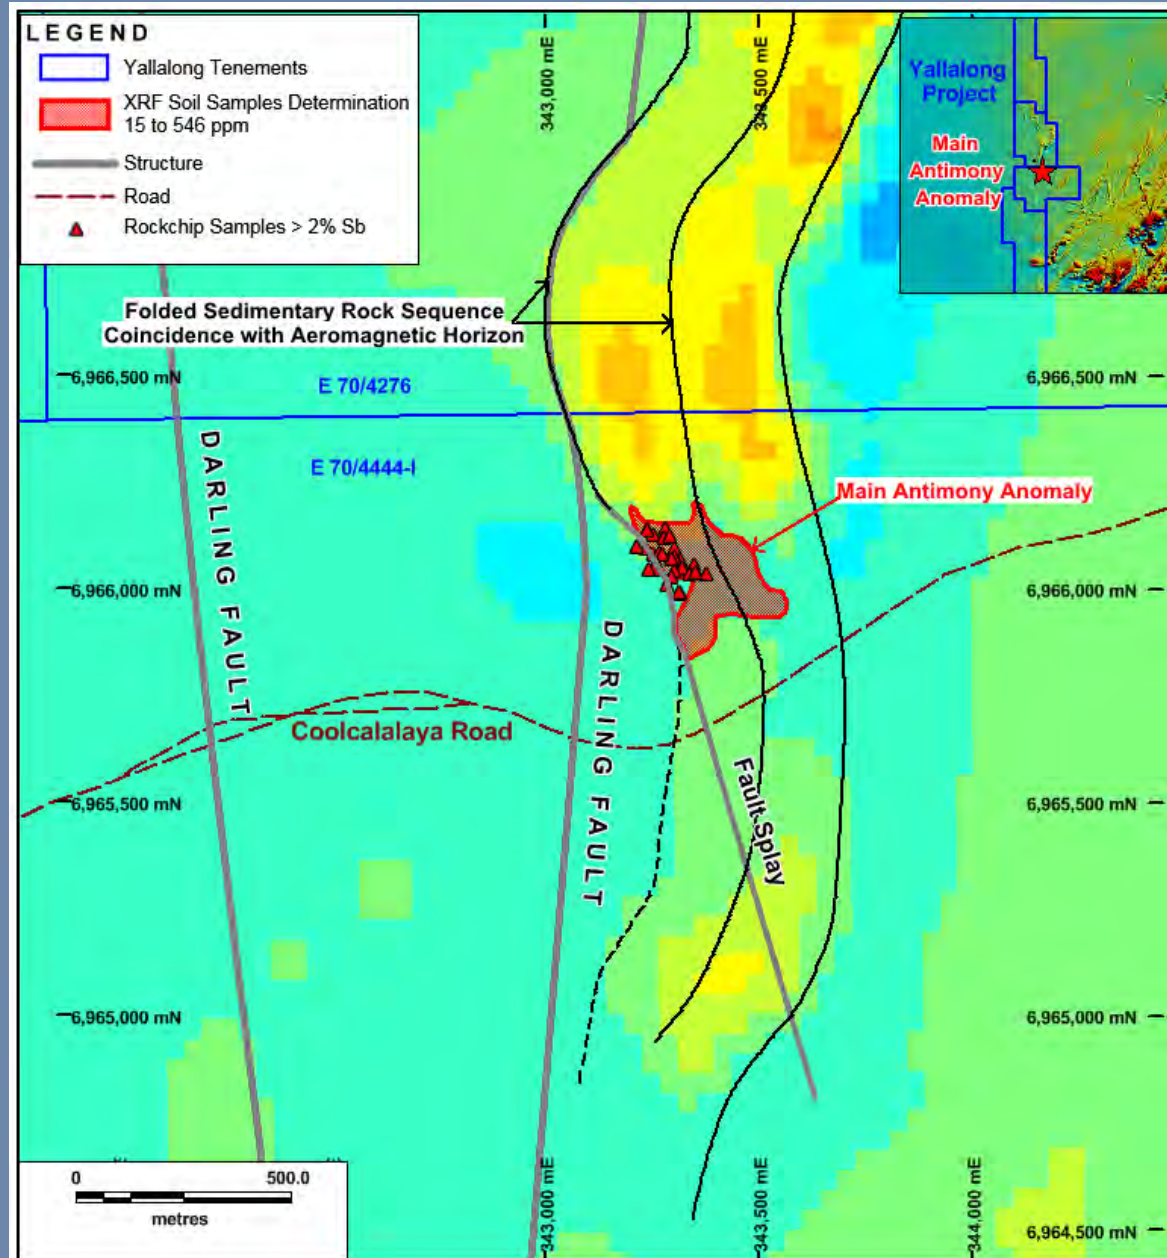 LEGEND
Yallalong Tenements
XRF Soil Samples Determination
15 to 546 ppm
Structure
Road
Rockchip Samples > 2% Sb
343,000 mE
343,500 mE
Yallalong
Project
Main
Antimony
Anomaly
Folded Sedimentary Rock Sequence
Coincidence with Aeromagnetic Horizon
6,966,500 mN
6,966,500 mN
E 70/4276
E 70/4444-I
DARLING FAULT
Main Antimony Anomaly
6,966,000 mN
6,966,000 mN
DARLING FAULT
Coolcalalaya Road
Fault Splay
6,965,500 mN
6,965,500 mN
6,965,000 mN
6,965,000 mN
0 500.0
metres
343,000 mE
343,500 mE
344,000 mE
6,964,500 mN